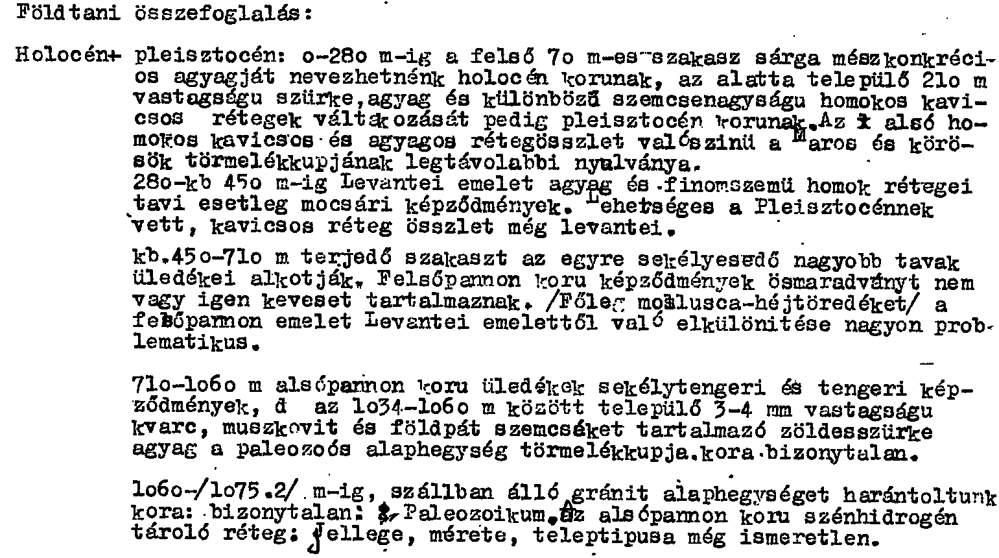 Földtani összefoglalás:
Holocén+ pleisztocén: o-28o m-ig a felső 7o m-es szakasz sárga mészkonkréci-
os agyagját nevezhetnénk holocén korunak, az alatta települő 21o m
vastagságu szürke,agyag és különböző szemcsenagyságu homokos kavi-
csos rétegek váltakozását pedig pleisztocén korunak.Az alsó ho-
mokos kavicsos és agyagos rétegösszlet valószinü a Maros és körö-
sök törmelékkupjának legtávolabbi nyulványa.
28o-kb 45o m-ig Levantei emelet agyag és finomszemü homok rétegei
tavi esetleg mocsári képződmények. Lehetséges a Pleisztocénnek
vett, kavicsos réteg összlet még levantei.
kb.45o-71o m terjedő szakaszt az egyre sekélyesedő nagyobb tavak
üledékei alkotják. Felsőpannon koru képződmények ösmaradványt nem
vagy igen keveset tartalmaznak. /Főleg mollusca-héjtöredéket/ a
felsőpannon emelet Levantei emelettől való elkülönitése nagyon prob-
lematikus.
71o-1o6o m alsópannon koru üledékek sekélytengeri és tengeri kép-
ződmények, d az 1o34-1o6o m között települő 3-4 mm vastagságu
kvarc, muszkovit és földpát szemcséket tartalmazó zöldesszürke
agyag a paleozoós alaphegység törmelékkupja.kora bizonytalan.
1o6o-/1o75.2/ m-ig, szállban álló gránit alaphegységet harántoltunk
kora: bizonytalan: Paleozoikum.Az alsópannon koru szénhidrogén
tároló réteg: Jellege, mérete, teleptipusa még ismeretlen.